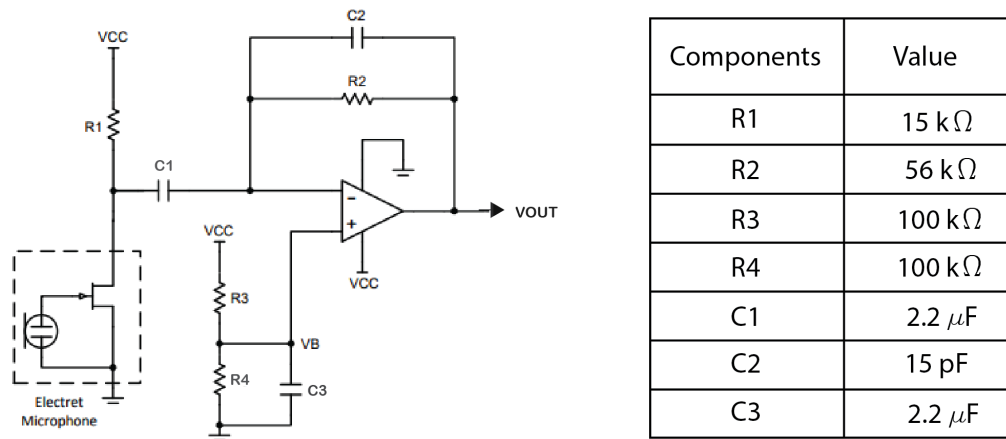 VCC
R1
C1
C2
R2
-
+
VCC
VOUT
VCC
R3
VB
R4
C3
Electret
Microphone
Components Value
R1 15 kΩ
R2 56 kΩ
R3 100 kΩ
R4 100 kΩ
C1 2.2 μF
C2 15 pF
C3 2.2 μF